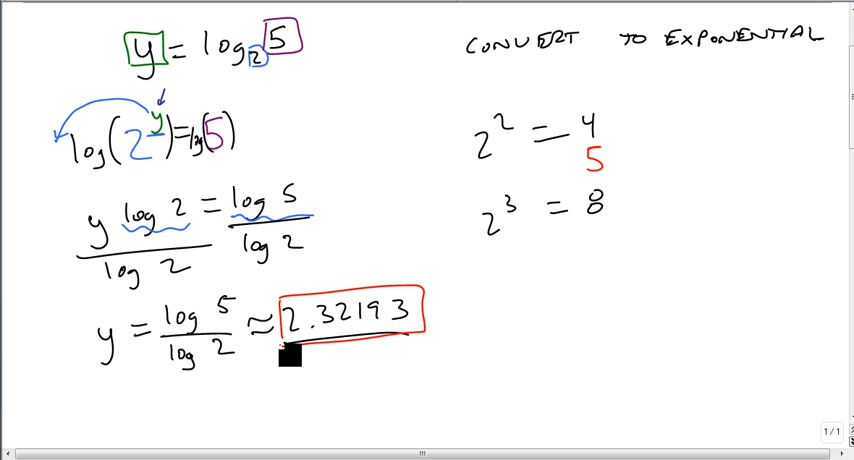 y = log₂ 5
CONVERT TO EXPONENTIAL
log(2^y) = log(5)
2² = 4
5
2³ = 8
y log 2 = log 5
log 2 log 2
y = log 5 / log 2 ≈ 2.32193
1 / 1